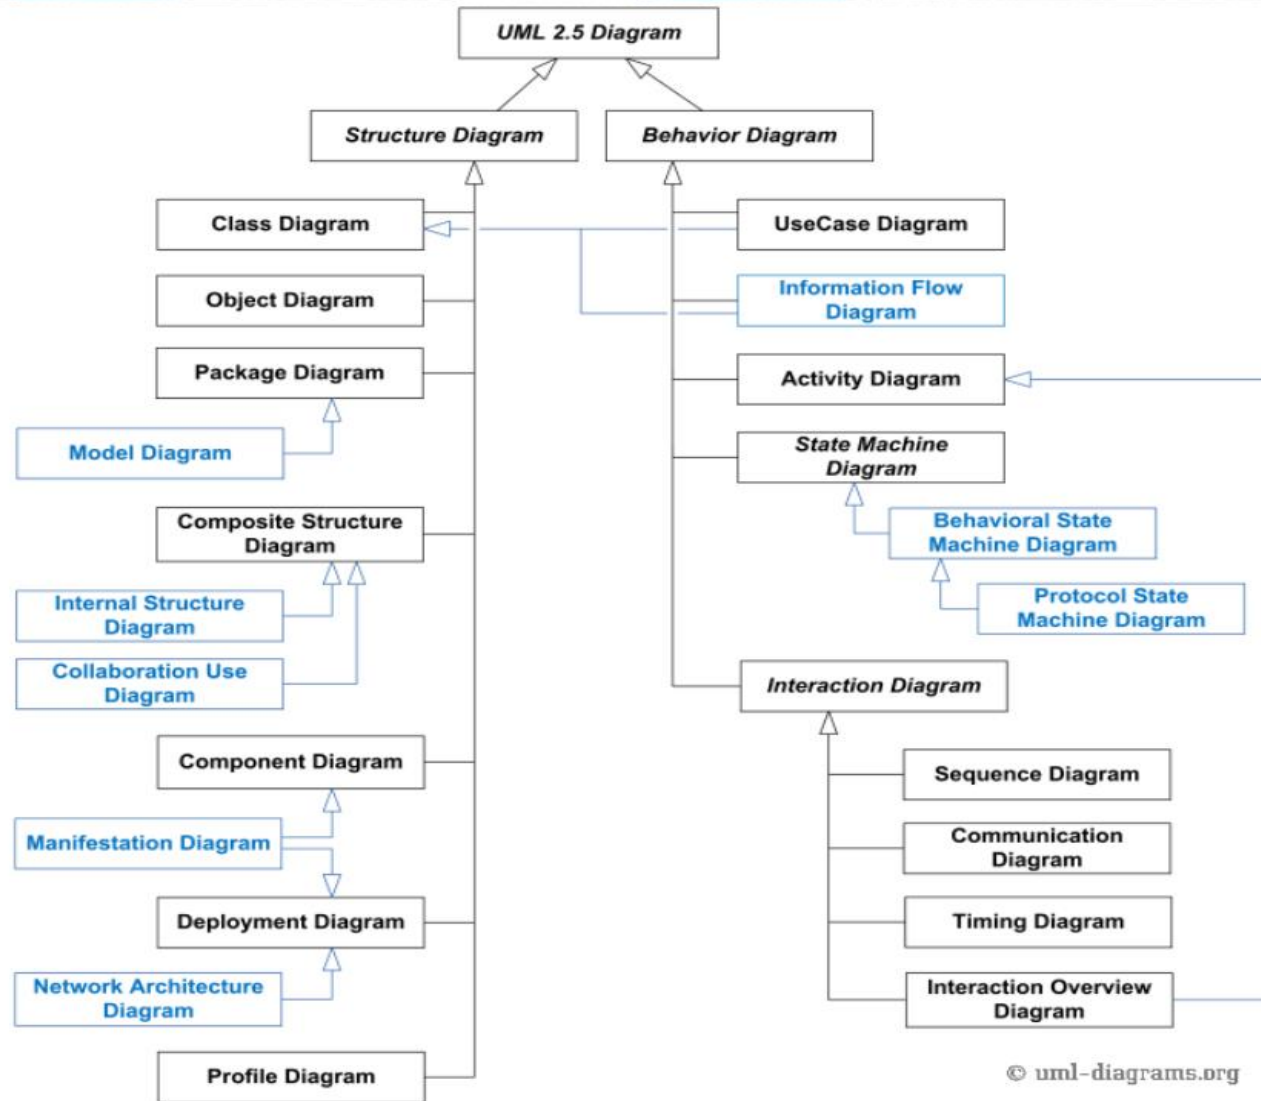 UML 2.5 Diagram
Structure Diagram
Behavior Diagram
Class Diagram
UseCase Diagram
Object Diagram
Information Flow
Diagram
Package Diagram
Activity Diagram
Model Diagram
State Machine
Diagram
Composite Structure
Diagram
Behavioral State
Machine Diagram
Internal Structure
Diagram
Protocol State
Machine Diagram
Collaboration Use
Diagram
Interaction Diagram
Component Diagram
Sequence Diagram
Manifestation Diagram
Communication
Diagram
Deployment Diagram
Timing Diagram
Network Architecture
Diagram
Interaction Overview
Diagram
Profile Diagram
© uml-diagrams.org